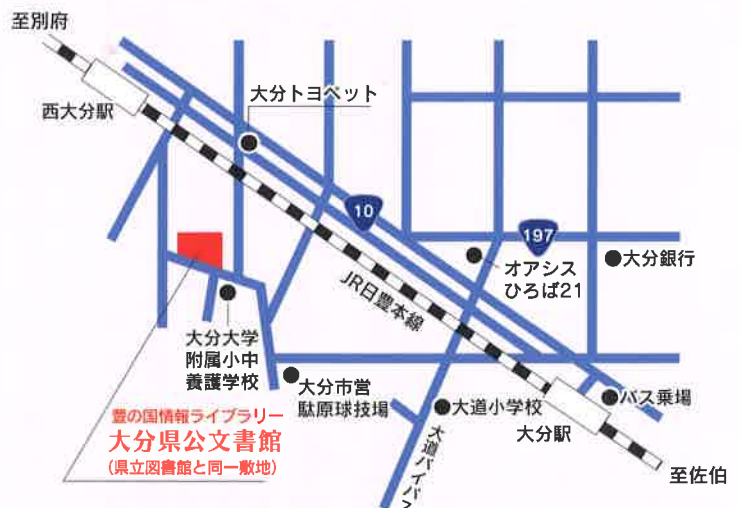 至別府
西大分駅
大分トヨペット
10
197
オアシス
ひろば21
大分銀行
JR日豊本線
大分大学
附属小中
養護学校
大分市営
駄原球技場
豊の国情報ライブラリー
大分県公文書館
(県立図書館と同一敷地)
大道小学校
バス乗場
大分駅
大道バイパス
至佐伯